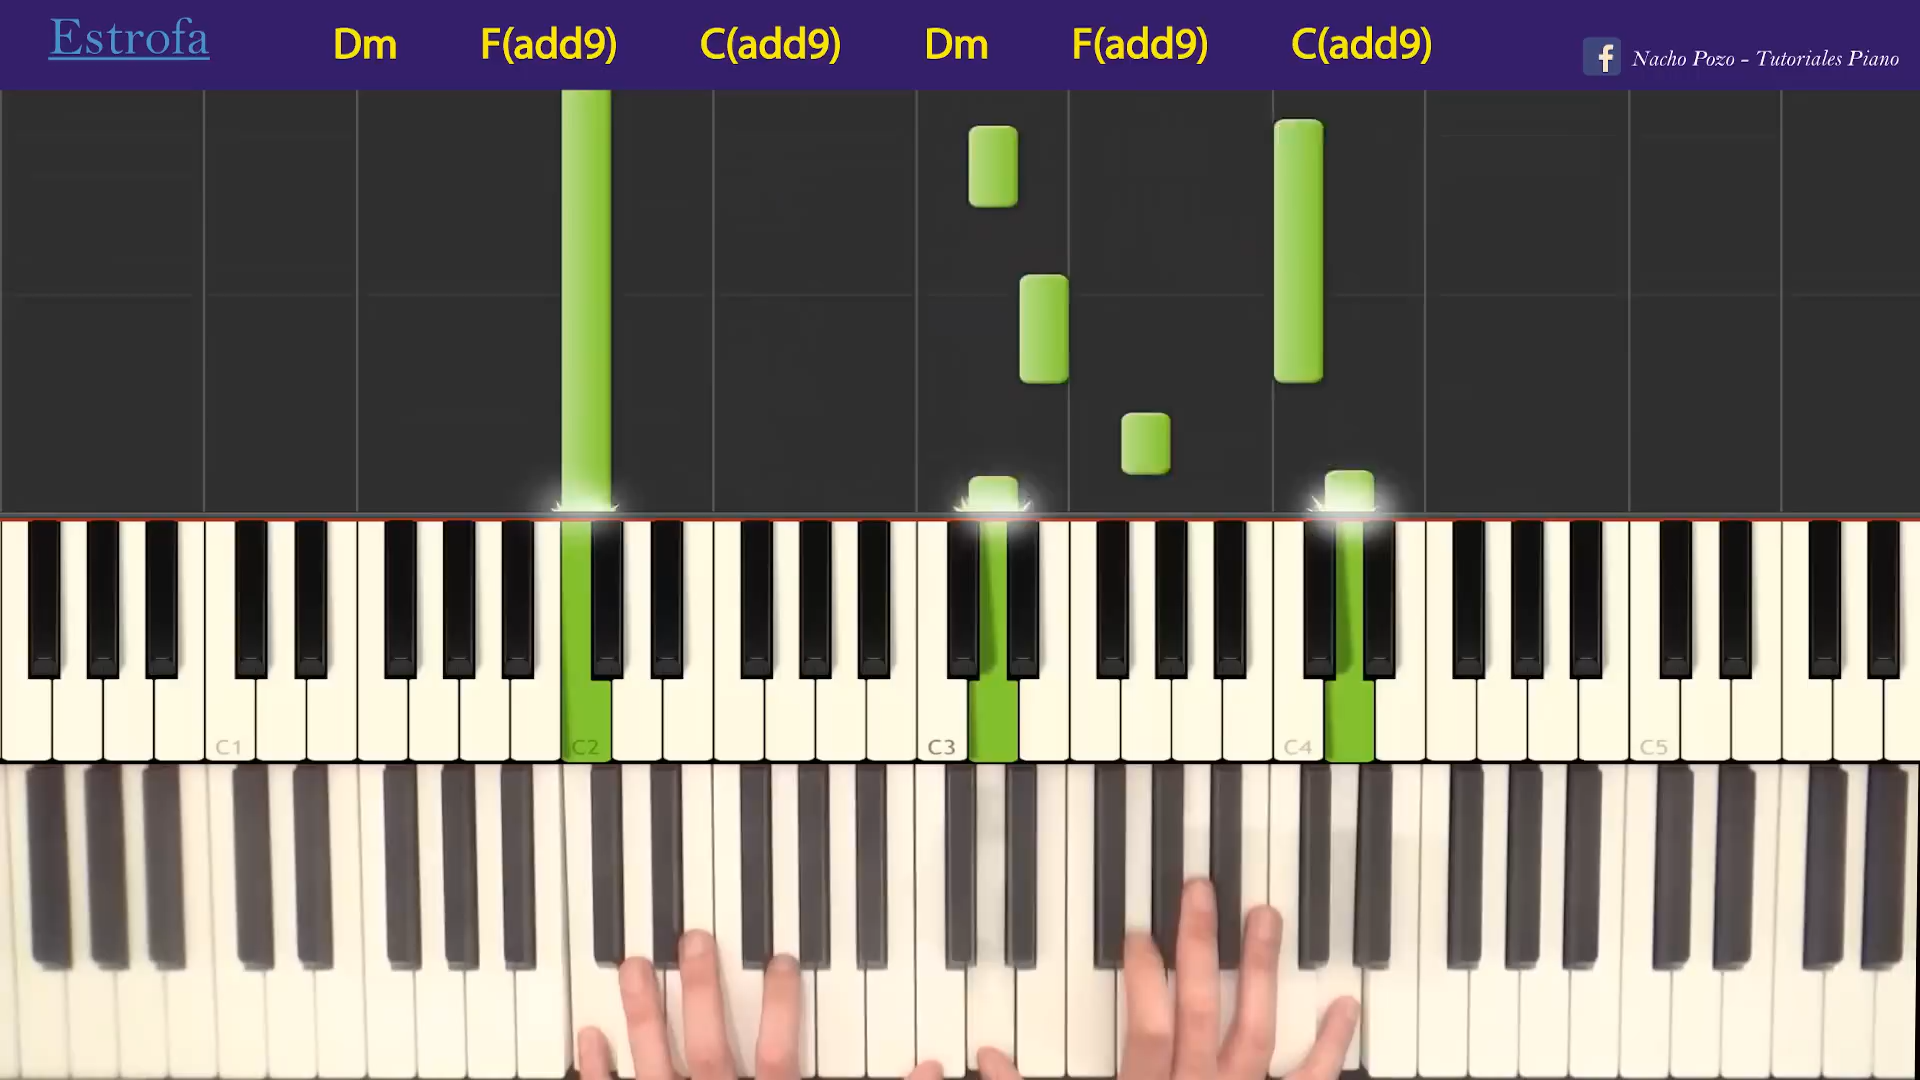 Estrofa Dm F(add9) C(add9) Dm F(add9) C(add9)
f Nacho Pozo - Tutoriales Piano
C1 C2 C3 C4 C5